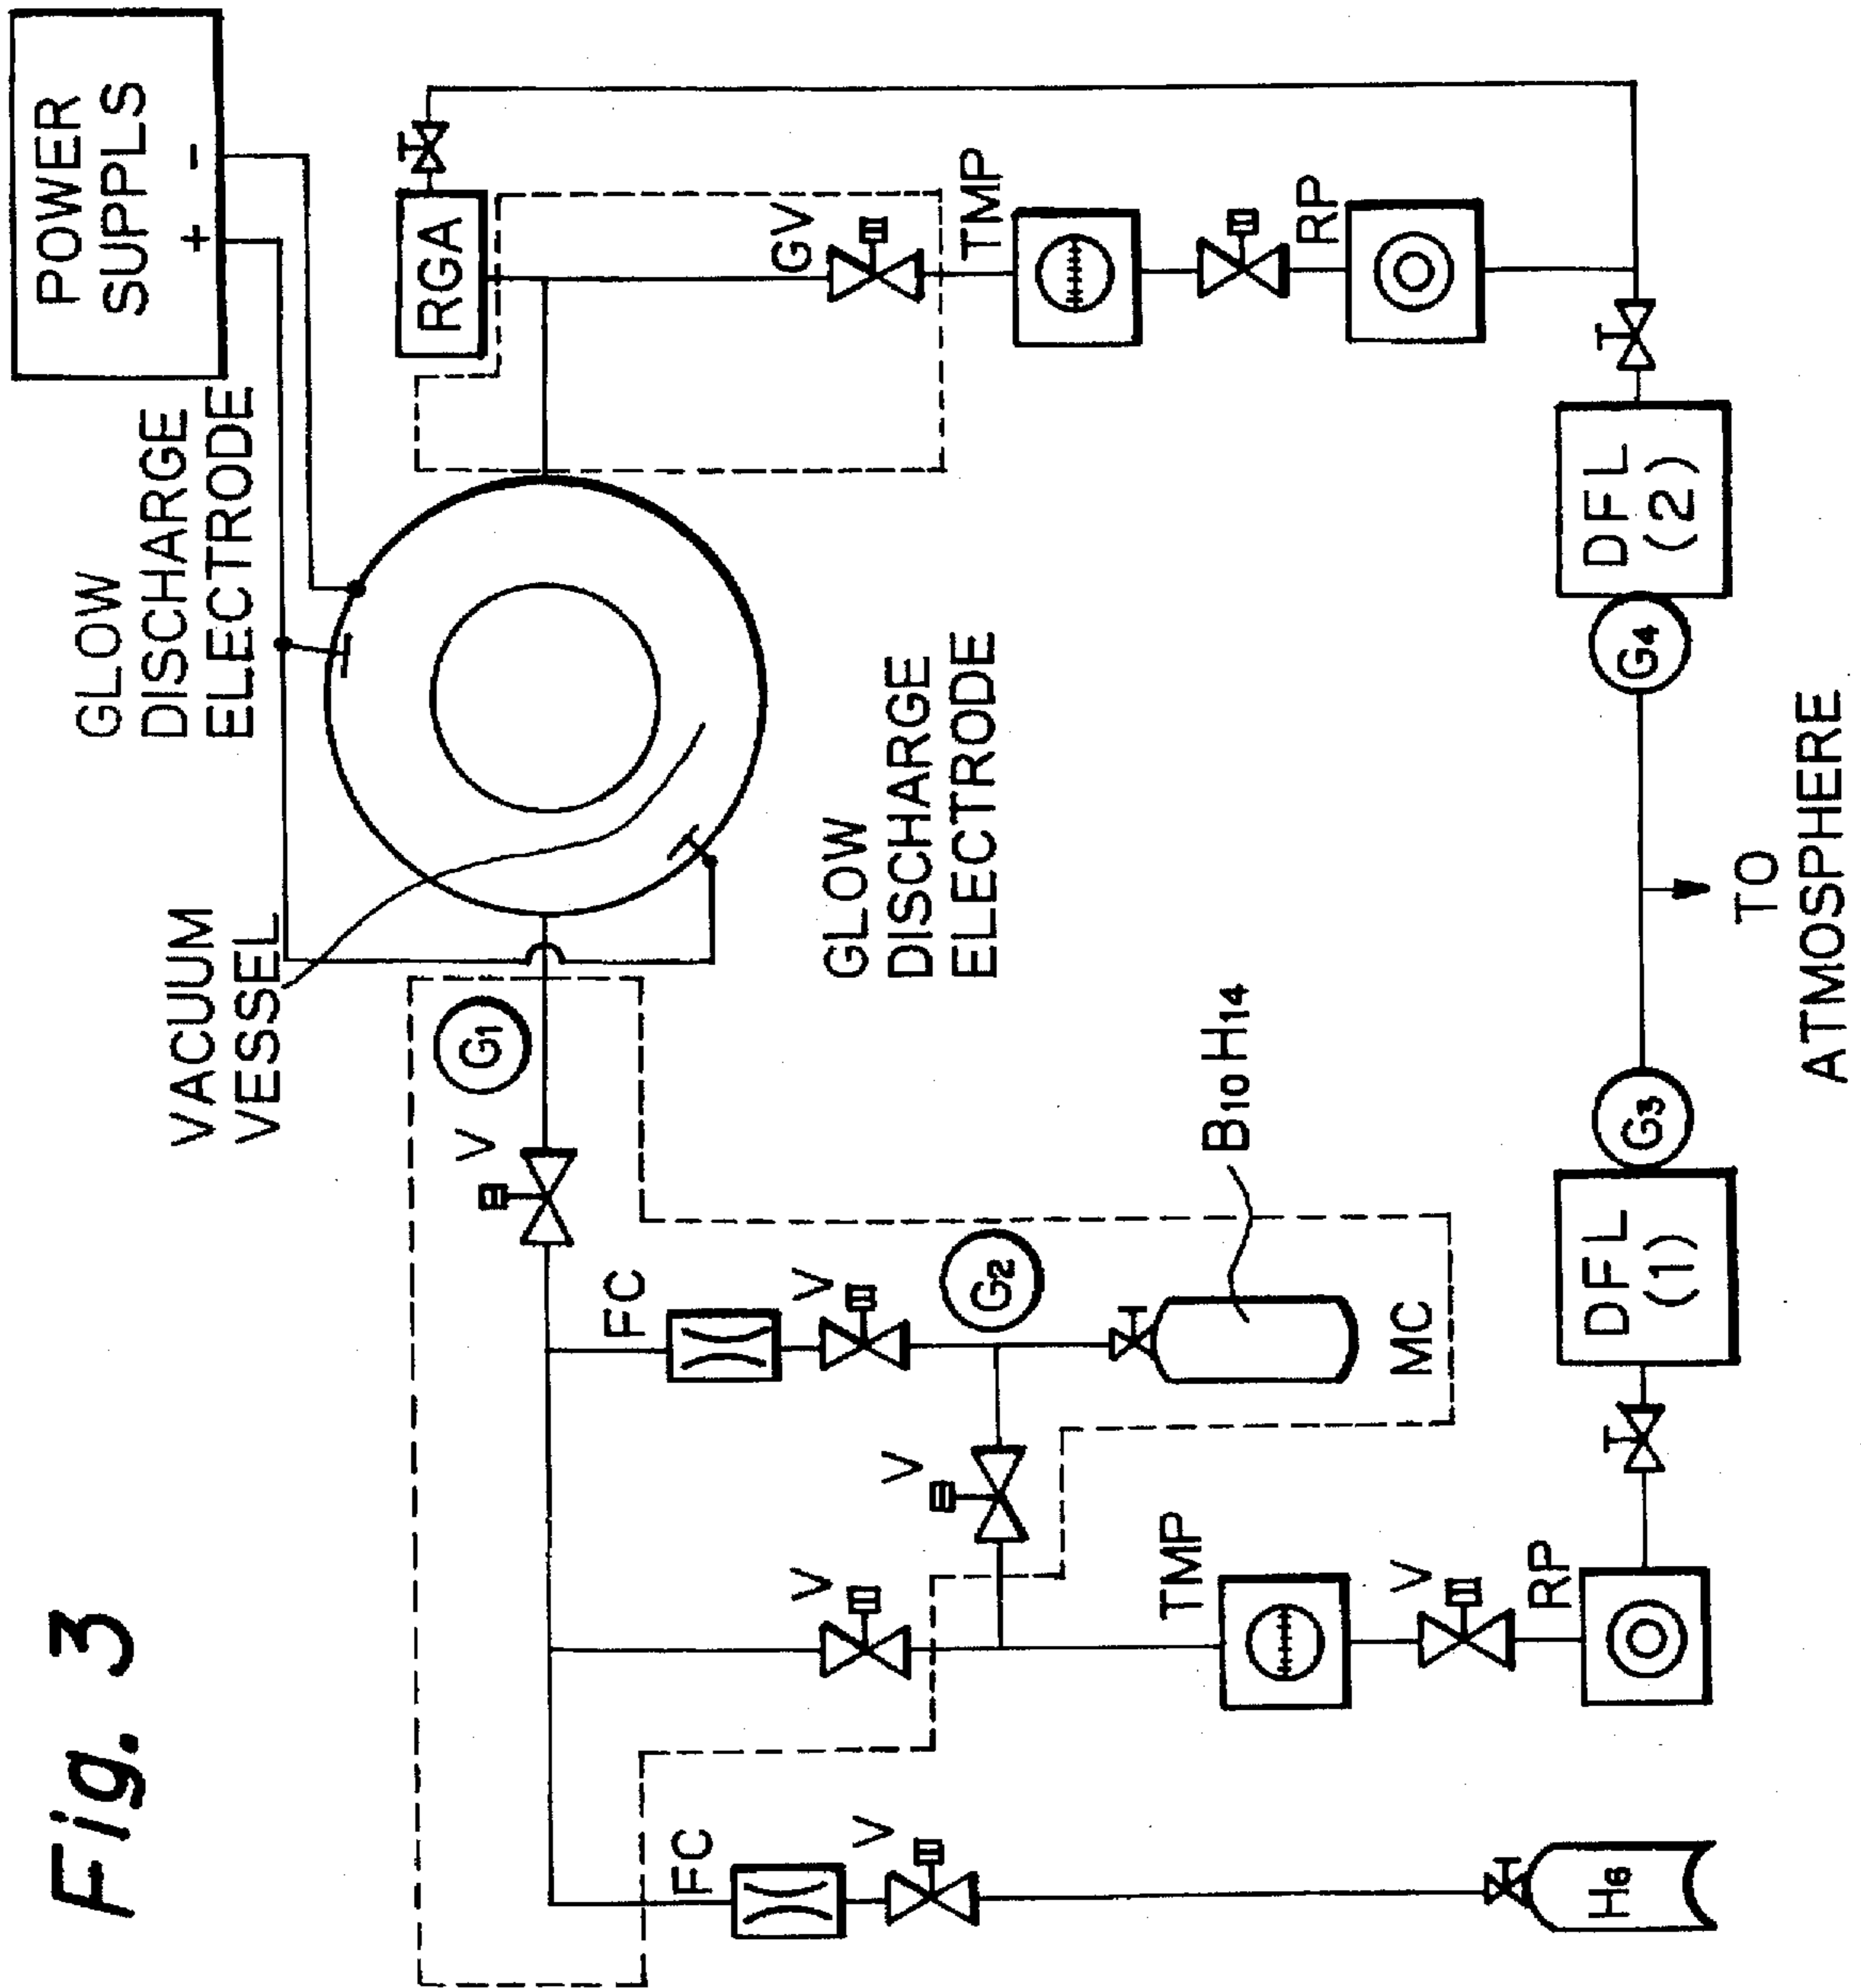 Fig. 3
POWER
SUPPLS
+ -
GLOW
DISCHARGE
ELECTRODE
VACUUM
VESSEL
RGA
GV
TMP
RP
G1
V
FC
V
G2
V
V
B10H14
MC
GLOW
DISCHARGE
ELECTRODE
FC
V
TMP
V
RP
H6
DFL
(1)
G3
TO
ATMOSPHERE
G4
DFL
(2)